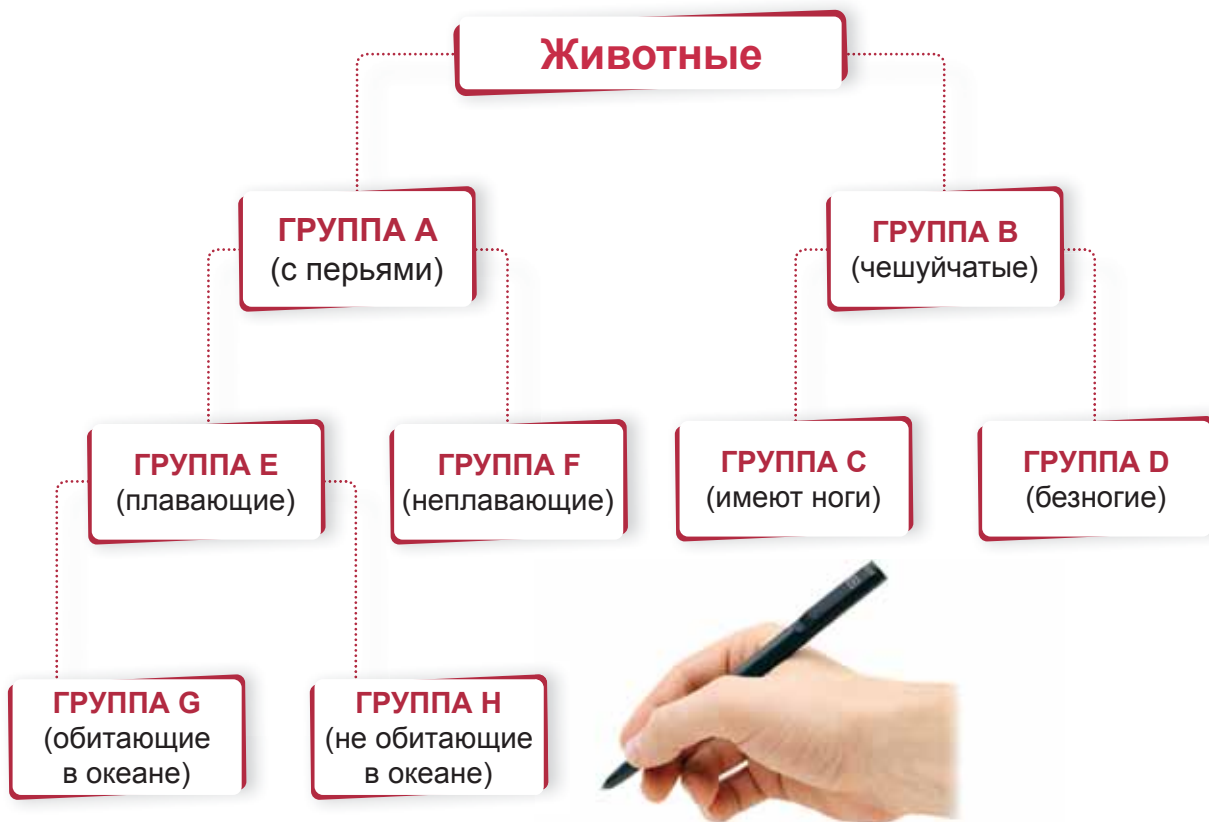 Животные
ГРУППА А
(с перьями)
ГРУППА В
(чешуйчатые)
ГРУППА Е
(плавающие)
ГРУППА F
(неплавающие)
ГРУППА С
(имеют ноги)
ГРУППА D
(безногие)
ГРУППА G
(обитающие
в океане)
ГРУППА H
(не обитающие
в океане)